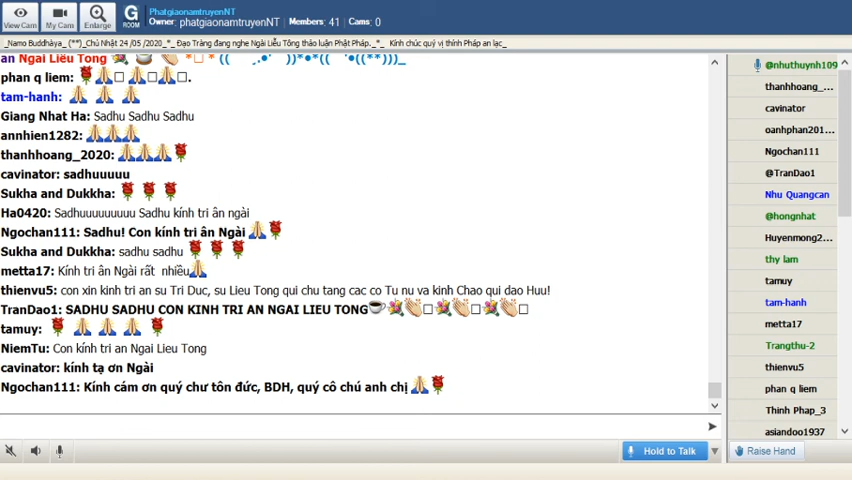 View Cam
My Cam
Enlarge
G
ROOM
PhatgiaonamtruyenNT
Owner: phatgiaonamtruyenNT Members: 41 Cams: 0
_Namo Buddhàya_ (**)_Chủ Nhật 24 /05 /2020_*_ Đạo Tràng đang nghe Ngài Liễu Tông thảo luận Phật Pháp._*_ Kính chúc quý vị thính Pháp an lạc_
an Ngai Liễu Tong
phan q liem:
tam-hanh:
Giang Nhat Ha: Sadhu Sadhu Sadhu
annhien1282:
thanhhoang_2020:
cavinator: sadhuuuuu
Sukha and Dukkha:
Ha0420: Sadhuuuuuuuuu Sadhu kính tri ân ngài
Ngochan111: Sadhu! Con kính tri ân Ngài
Sukha and Dukkha: sadhu sadhu
metta17: Kính tri ân Ngài rất nhiều
thienvu5: con xin kinh tri an su Tri Duc, su Lieu Tong qui chu tang cac co Tu nu va kinh Chao qui dao Huu!
TranDao1: SADHU SADHU CON KINH TRI AN NGAI LIEU TONG
tamuy:
NiemTu: Con kính tri an Ngai Lieu Tong
cavinator: kính tạ ơn Ngài
Ngochan111: Kính cám ơn quý chư tôn đức, BDH, quý cô chú anh chị
Hold to Talk
@nhuthuynh109
thanhhoang_...
cavinator
oanhphan201...
Ngochan111
@TranDao1
Nhu Quangcan
@hongnhat
Huyenmong2...
thy lam
tamuy
tam-hanh
metta17
Trangthu-2
thienvu5
phan q liem
Thinh Phap_3
asiandoo1937
Raise Hand